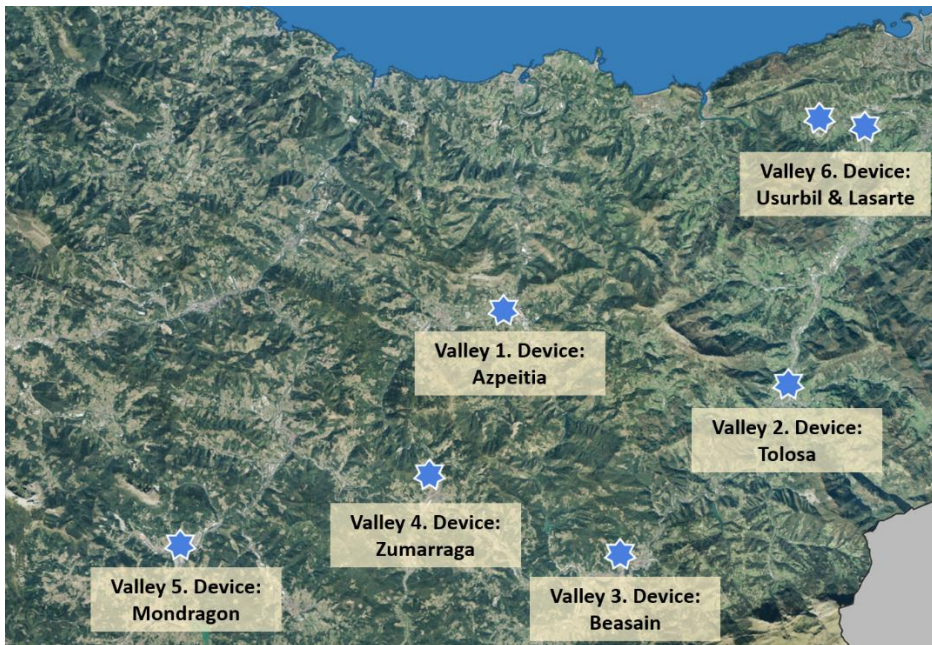 Valley 6. Device:
Usurbil & Lasarte
Valley 1. Device:
Azpeitia
Valley 2. Device:
Tolosa
Valley 4. Device:
Zumarraga
Valley 5. Device:
Mondragon
Valley 3. Device:
Beasain